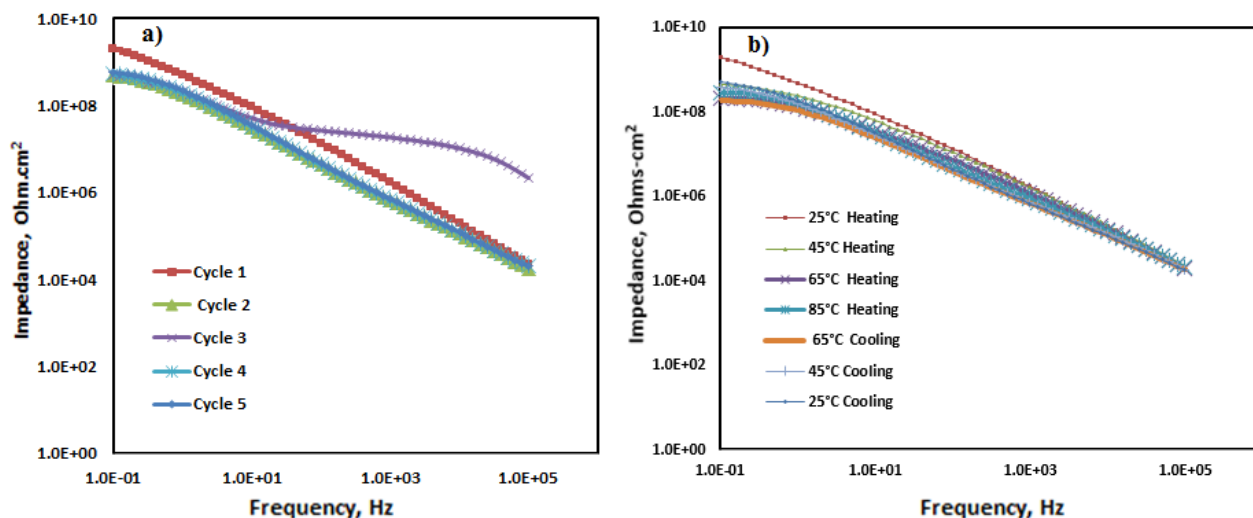 a)
1.0E+10
1.0E+08
1.0E+06
1.0E+04
1.0E+02
1.0E+00
Impedance, Ohm.cm²
Cycle 1
Cycle 2
Cycle 3
Cycle 4
Cycle 5
1.0E-01 1.0E+01 1.0E+03 1.0E+05
Frequency, Hz
b)
1.0E+10
1.0E+08
1.0E+06
1.0E+04
1.0E+02
1.0E+00
Impedance, Ohms-cm²
25°C Heating
45°C Heating
65°C Heating
85°C Heating
65°C Cooling
45°C Cooling
25°C Cooling
1.0E-01 1.0E+01 1.0E+03 1.0E+05
Frequency, Hz